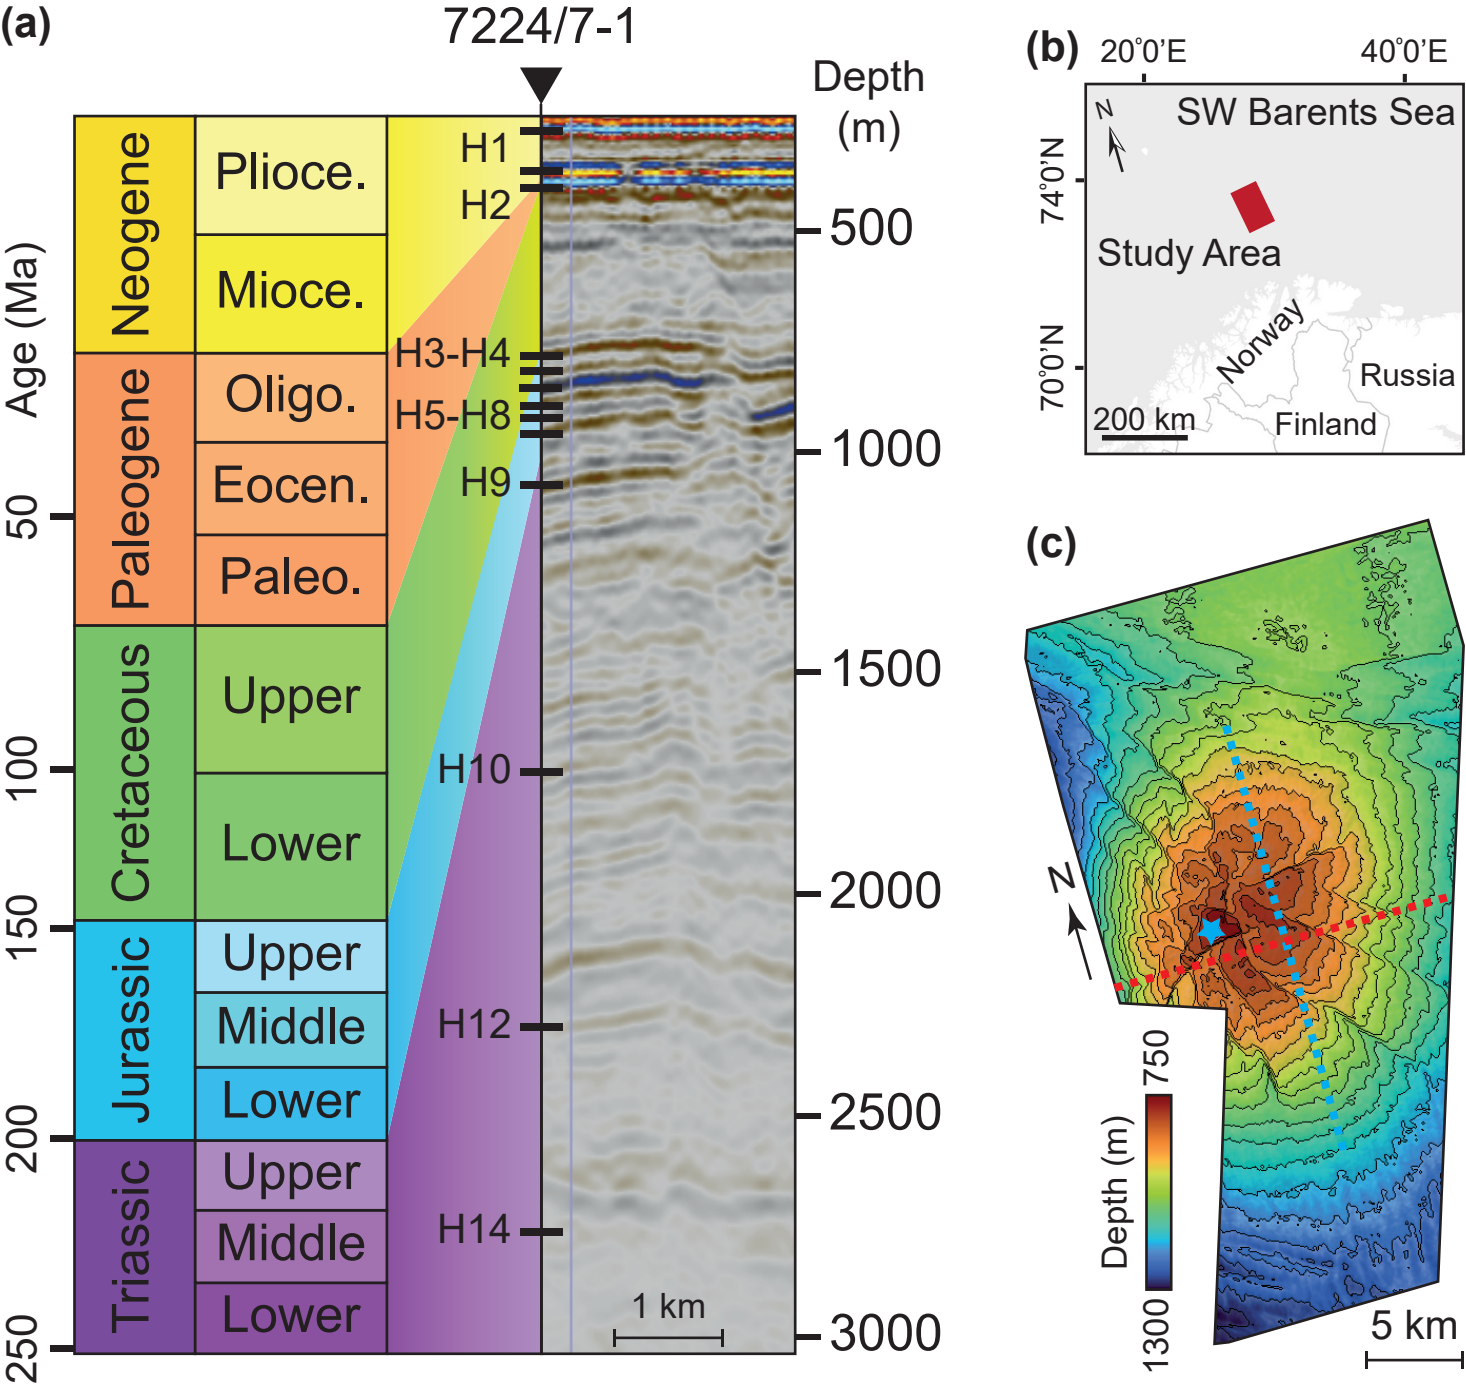 (a)
7224/7-1
Depth
(m)
Age (Ma)
50
100
150
200
250
Neogene
Plioce.
Mioce.
Paleogene
Oligo.
Eocen.
Paleo.
Cretaceous
Upper
Lower
Jurassic
Upper
Middle
Lower
Triassic
Upper
Middle
Lower
H1
H2
H3-H4
H5-H8
H9
H10
H12
H14
500
1000
1500
2000
2500
3000
1 km
(b)
20°0'E
40°0'E
74°0'N
70°0'N
N
SW Barents Sea
Study Area
Norway
Russia
Finland
200 km
(c)
N
Depth (m)
750
1300
5 km